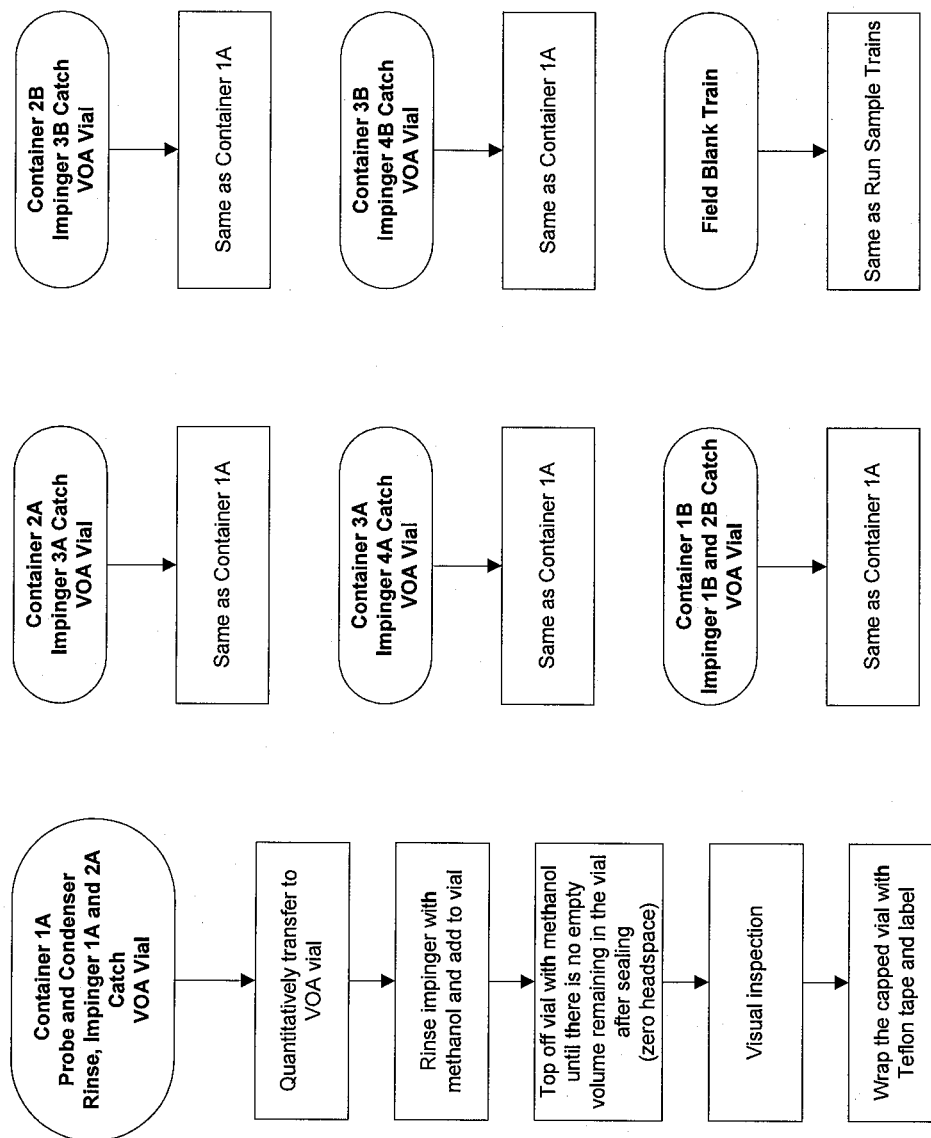 Container 1A
Probe and Condenser
Rinse, Impinger 1A and 2A
Catch
VOA Vial
Quantitatively transfer to
VOA vial
Rinse impinger with
methanol and add to vial
Top off vial with methanol
until there is no empty
volume remaining in the vial
after sealing
(zero headspace)
Visual inspection
Wrap the capped vial with
Teflon tape and label
Container 2A
Impinger 3A Catch
VOA Vial
Same as Container 1A
Container 3A
Impinger 4A Catch
VOA Vial
Same as Container 1A
Container 1B
Impinger 1B and 2B Catch
VOA Vial
Same as Container 1A
Container 2B
Impinger 3B Catch
VOA Vial
Same as Container 1A
Container 3B
Impinger 4B Catch
VOA Vial
Same as Container 1A
Field Blank Train
Same as Run Sample Trains